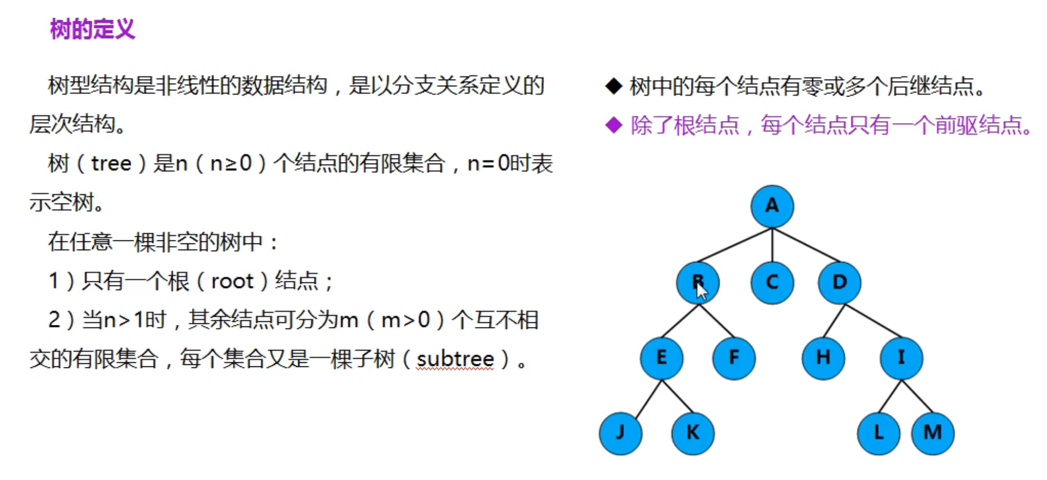 树的定义
树型结构是非线性的数据结构，是以分支关系定义的
层次结构。
树（tree）是n（n≥0）个结点的有限集合，n=0时表
示空树。
在任意一棵非空的树中：
1）只有一个根（root）结点；
2）当n>1时，其余结点可分为m（m>0）个互不相
交的有限集合，每个集合又是一棵子树（subtree）。
◆ 树中的每个结点有零或多个后继结点。
◆ 除了根结点，每个结点只有一个前驱结点。
A
B C D
E F H I
J K L M